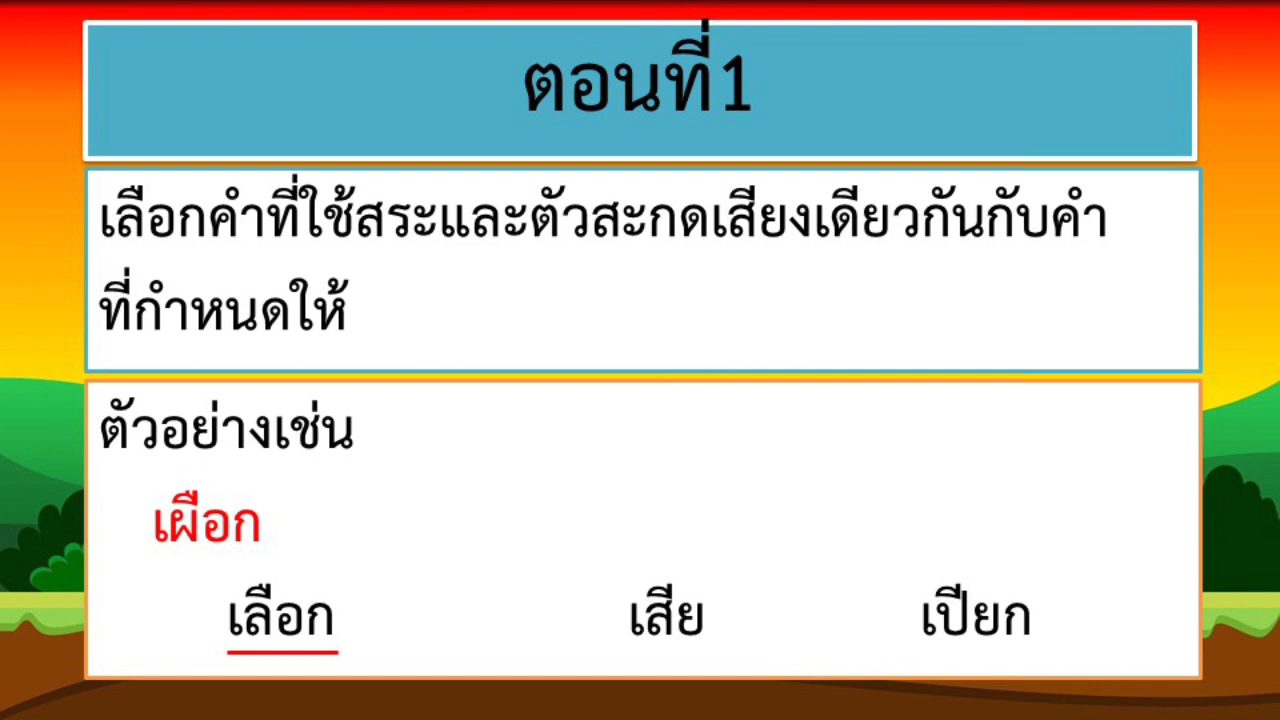 ตอนที่1
เลือกคำที่ใช้สระและตัวสะกดเสียงเดียวกันกับคำ
ที่กำหนดให้
ตัวอย่างเช่น
เผือก
เลือก เสีย เปียก